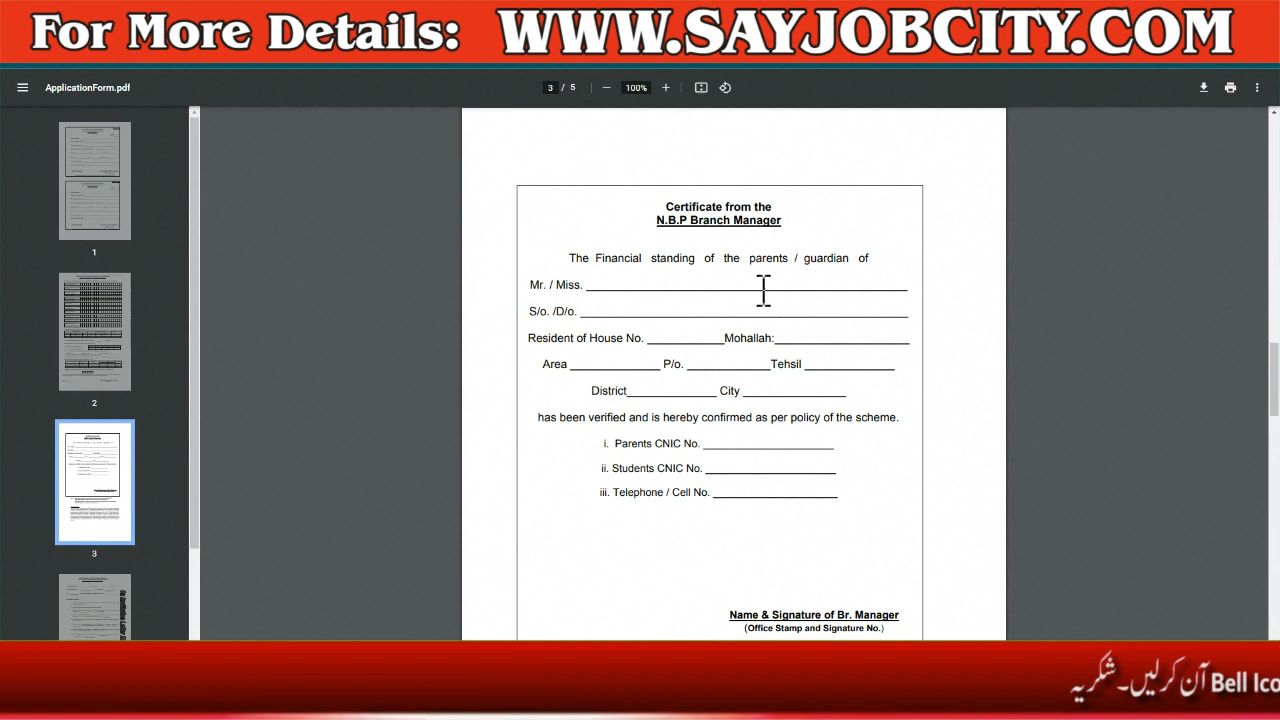 For More Details: WWW.SAYJOBCITY.COM
ApplicationForm.pdf
3 / 5
100%
1
2
3
Certificate from the
N.B.P Branch Manager
The Financial standing of the parents / guardian of
Mr. / Miss.
S/o. /D/o.
Resident of House No. Mohallah:
Area P/o. Tehsil
District City
has been verified and is hereby confirmed as per policy of the scheme.
i. Parents CNIC No.
ii. Students CNIC No.
iii. Telephone / Cell No.
Name & Signature of Br. Manager
(Office Stamp and Signature No.)
Bell Ico آن کرلیں۔شکریہ